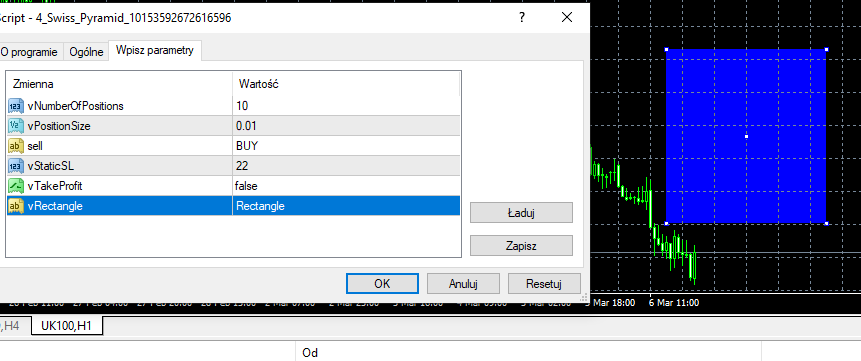 Script - 4_Swiss_Pyramid_10153592672616596
? ×
O programie Ogólne Wpisz parametry
Zmienna Wartość
123 vNumberOfPositions 10
½ vPositionSize 0.01
ab sell BUY
123 vStaticSL 22
vTakeProfit false
ab vRectangle Rectangle
Ładuj
Zapisz
OK Anuluj Resetuj
3 Mar 18:00 6 Mar 11:00
,H4 UK100,H1
Od